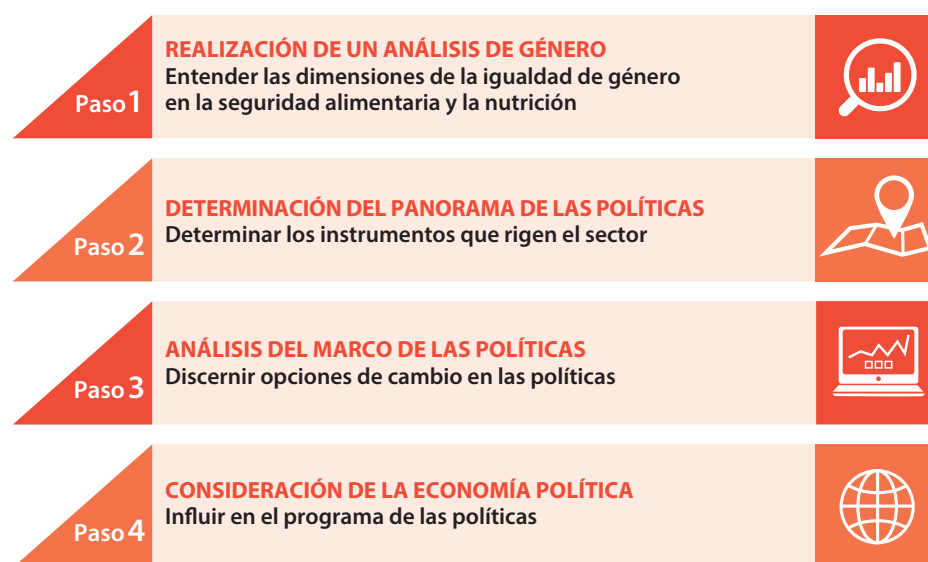 REALIZACIÓN DE UN ANÁLISIS DE GÉNERO
Entender las dimensiones de la igualdad de género
en la seguridad alimentaria y la nutrición
Paso 1
DETERMINACIÓN DEL PANORAMA DE LAS POLÍTICAS
Determinar los instrumentos que rigen el sector
Paso 2
ANÁLISIS DEL MARCO DE LAS POLÍTICAS
Discernir opciones de cambio en las políticas
Paso 3
CONSIDERACIÓN DE LA ECONOMÍA POLÍTICA
Influir en el programa de las políticas
Paso 4